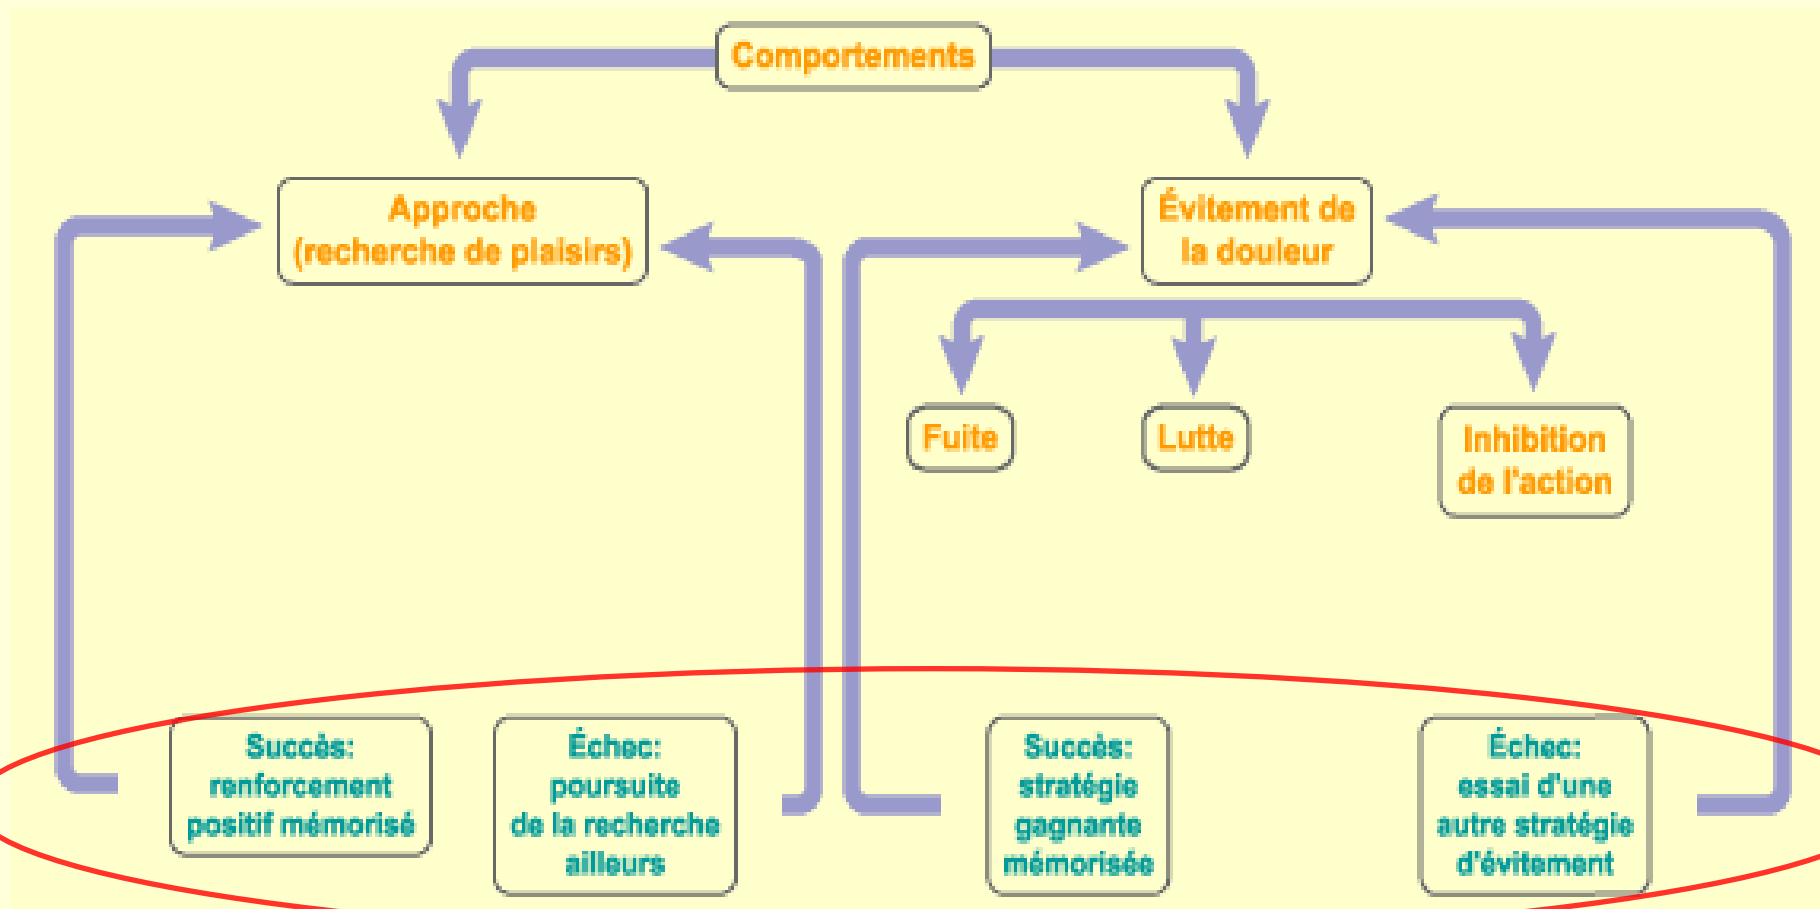 Comportements
Approche
(recherche de plaisirs)
Évitement de
la douleur
Fuite
Lutte
Inhibition
de l'action
Succès:
renforcement
positif mémorisé
Échec:
poursuite
de la recherche
ailleurs
Succès:
stratégie
gagnante
mémorisée
Échec:
essai d'une
autre stratégie
d'évitement